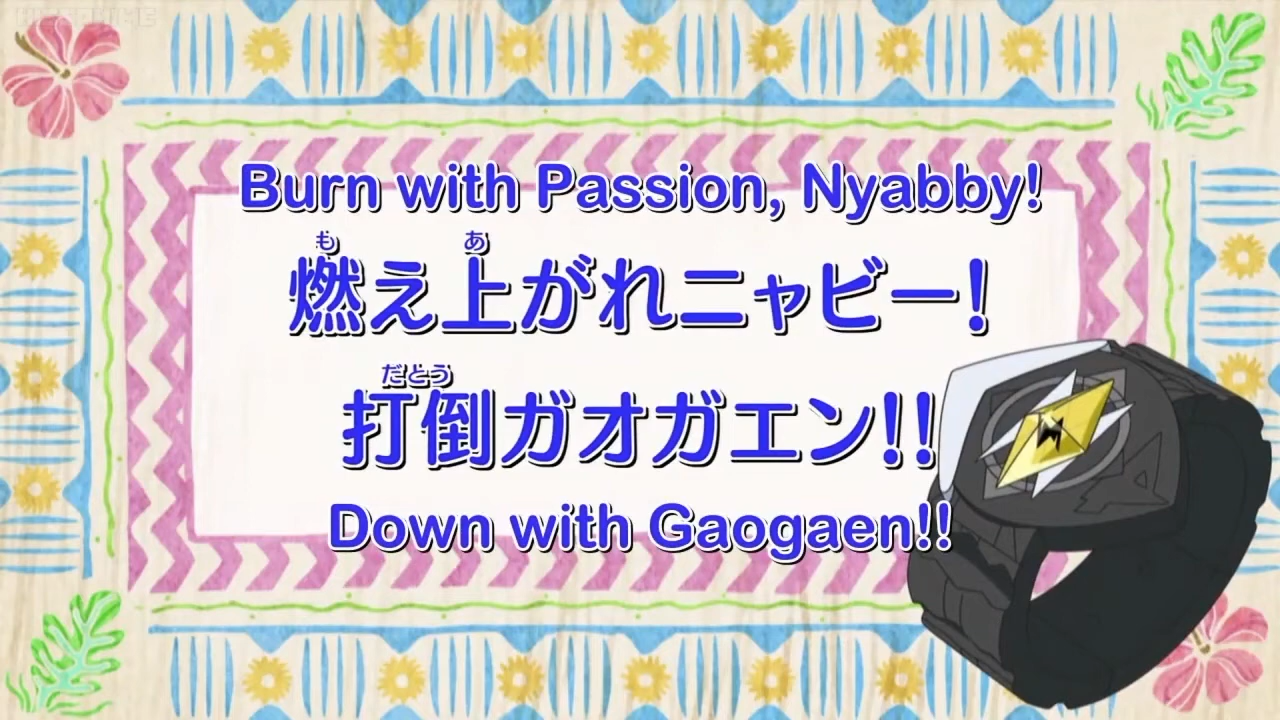 Burn with Passion, Nyabby!
も あ
燃え上がれニャビー!
だとう
打倒ガオガエン!!
Down with Gaogaen!!